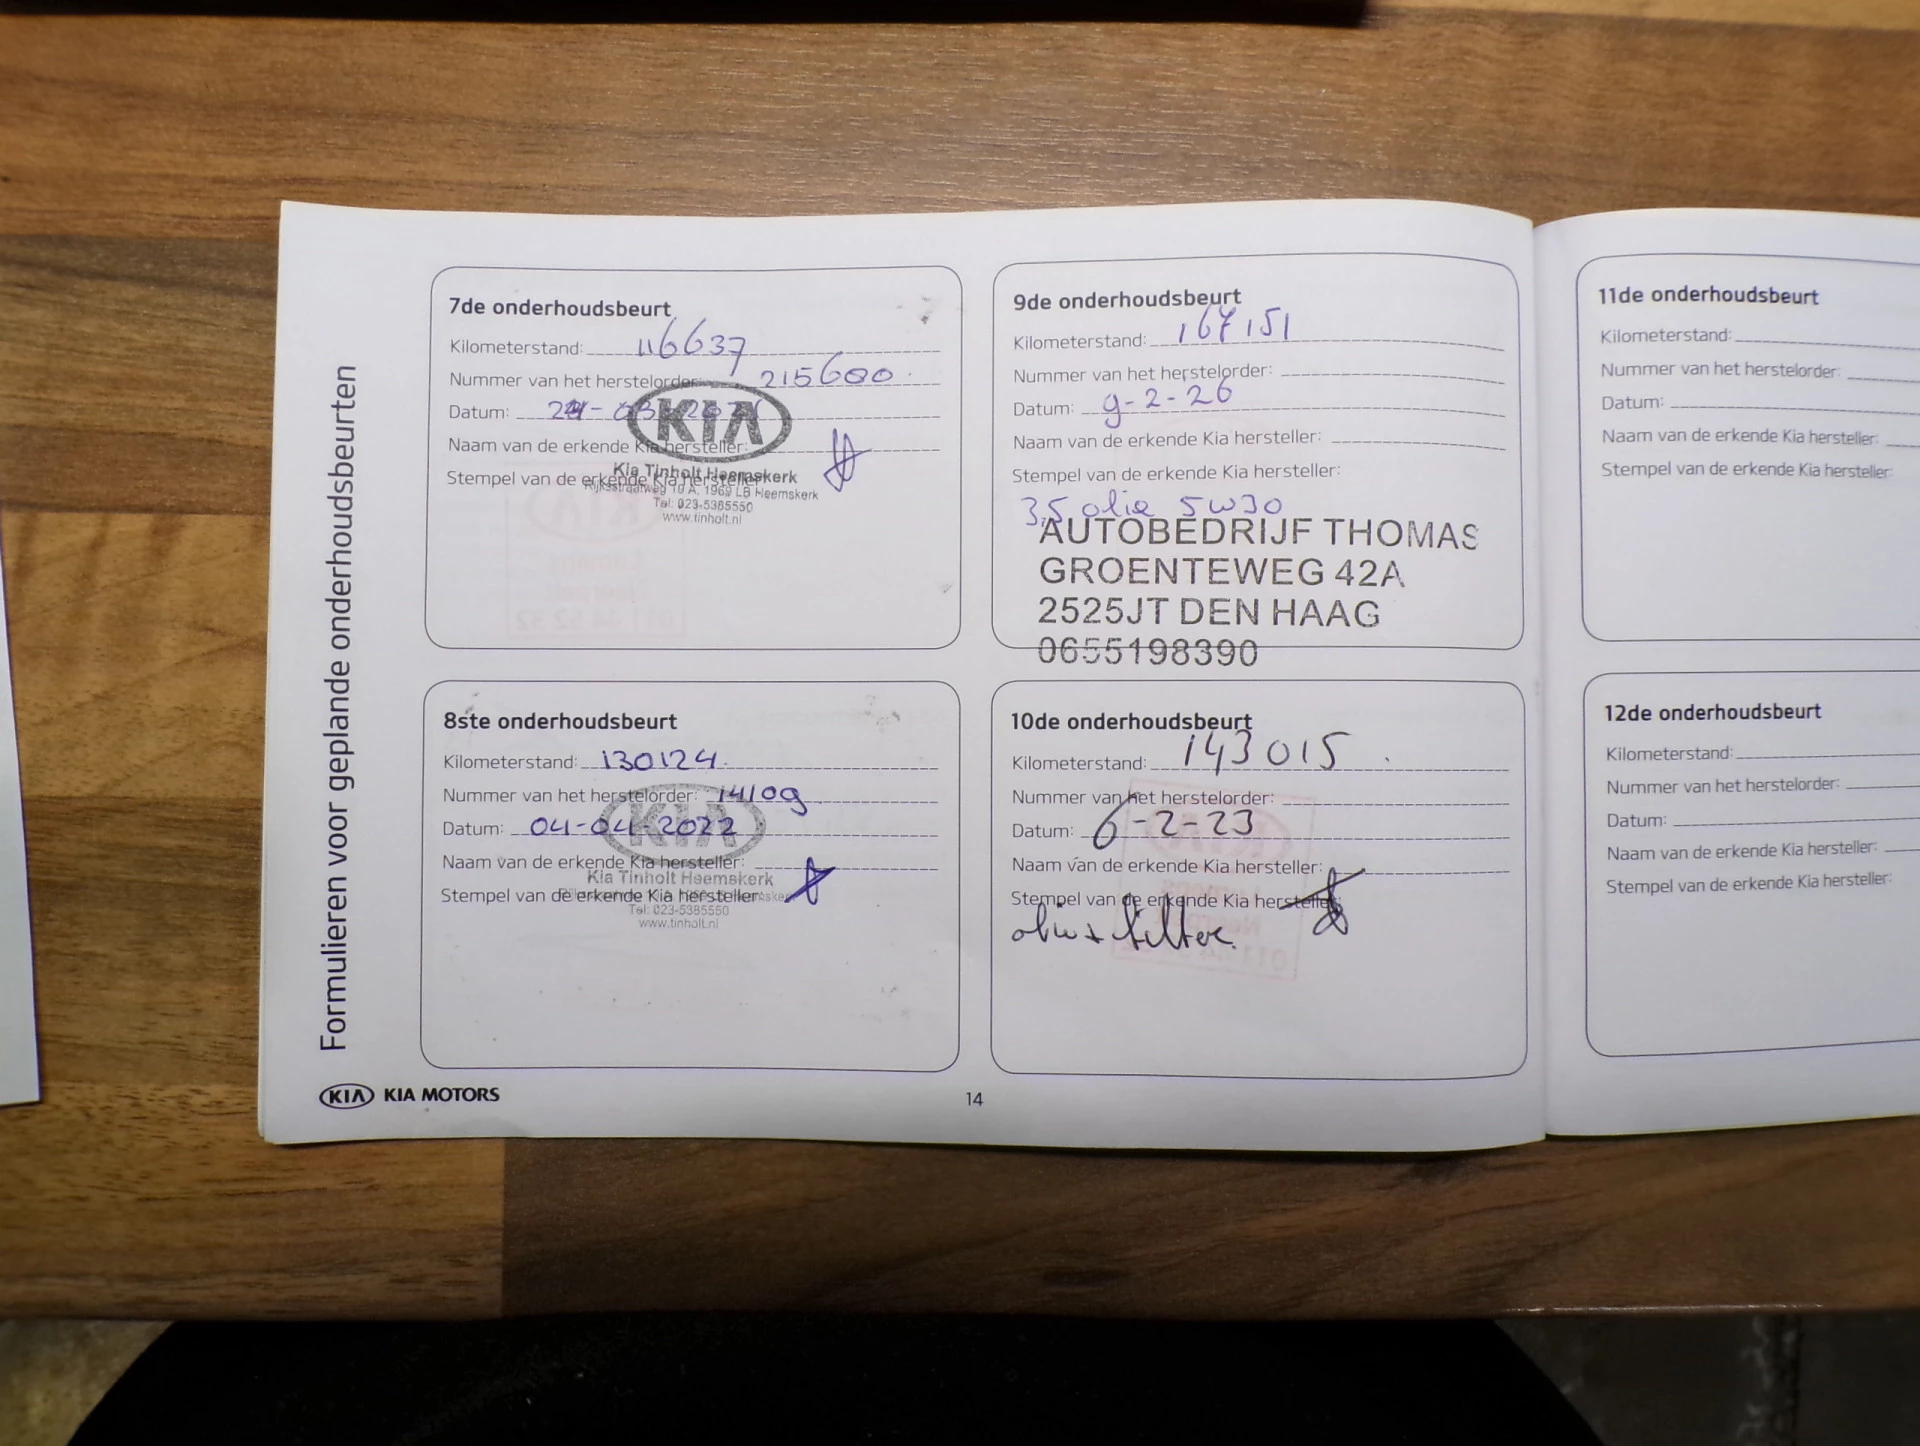 Formulieren voor geplande onderhoudsbeurten
7de onderhoudsbeurt
Kilometerstand: 116637
Nummer van het herstelorder: 215600
Datum:
Naam van de erkende Kia hersteller:
Stempel van de erkende Kia hersteller:
KIA
Kia Tinholt Heemskerk
Rijksstraatweg 10 A, 1969 LB Heemskerk
Tel: 023-5385550
www.tinholt.nl
8ste onderhoudsbeurt
Kilometerstand: 130124
Nummer van het herstelorder: 14109
Datum: 04-04-2022
Naam van de erkende Kia hersteller:
Stempel van de erkende Kia hersteller:
KIA
Kia Tinholt Heemskerk
Tel: 023-5385550
www.tinholt.nl
9de onderhoudsbeurt
Kilometerstand: 167151
Nummer van het herstelorder:
Datum: 9-2-26
Naam van de erkende Kia hersteller:
Stempel van de erkende Kia hersteller:
3,5 olie 5w30
AUTOBEDRIJF THOMAS
GROENTEWEG 42A
2525JT DEN HAAG
0655198390
10de onderhoudsbeurt
Kilometerstand: 143015
Nummer van het herstelorder:
Datum: 6-2-23
Naam van de erkende Kia hersteller:
Stempel van de erkende Kia hersteller:
olie + filter.
KIA KIA MOTORS
14
11de onderhoudsbeurt
Kilometerstand:
Nummer van het herstelorder:
Datum:
Naam van de erkende Kia hersteller:
Stempel van de erkende Kia hersteller:
12de onderhoudsbeurt
Kilometerstand:
Nummer van het herstelorder:
Datum:
Naam van de erkende Kia hersteller:
Stempel van de erkende Kia hersteller: